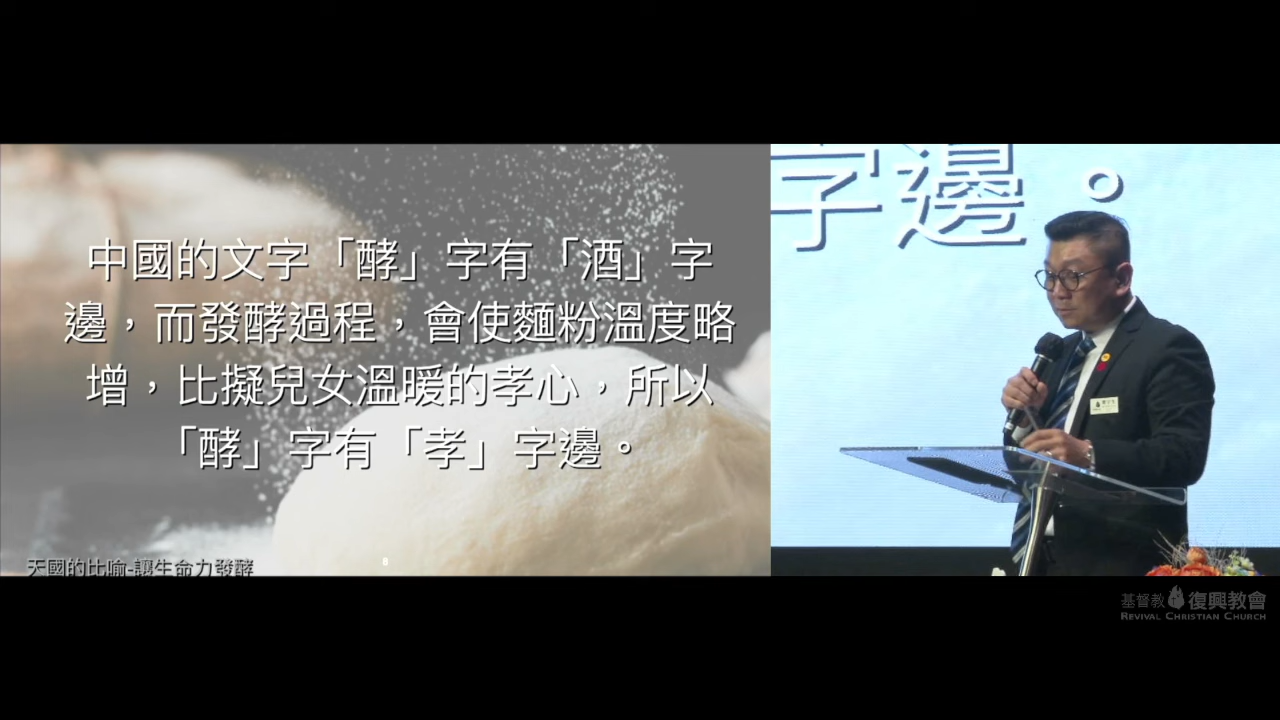 中國的文字「酵」字有「酒」字
邊，而發酵過程，會使麵粉溫度略
增，比擬兒女溫暖的孝心，所以
「酵」字有「孝」字邊。
天國的比喻-讓生命力發酵
8
字邊。
基督教 復興教會
REVIVAL CHRISTIAN CHURCH